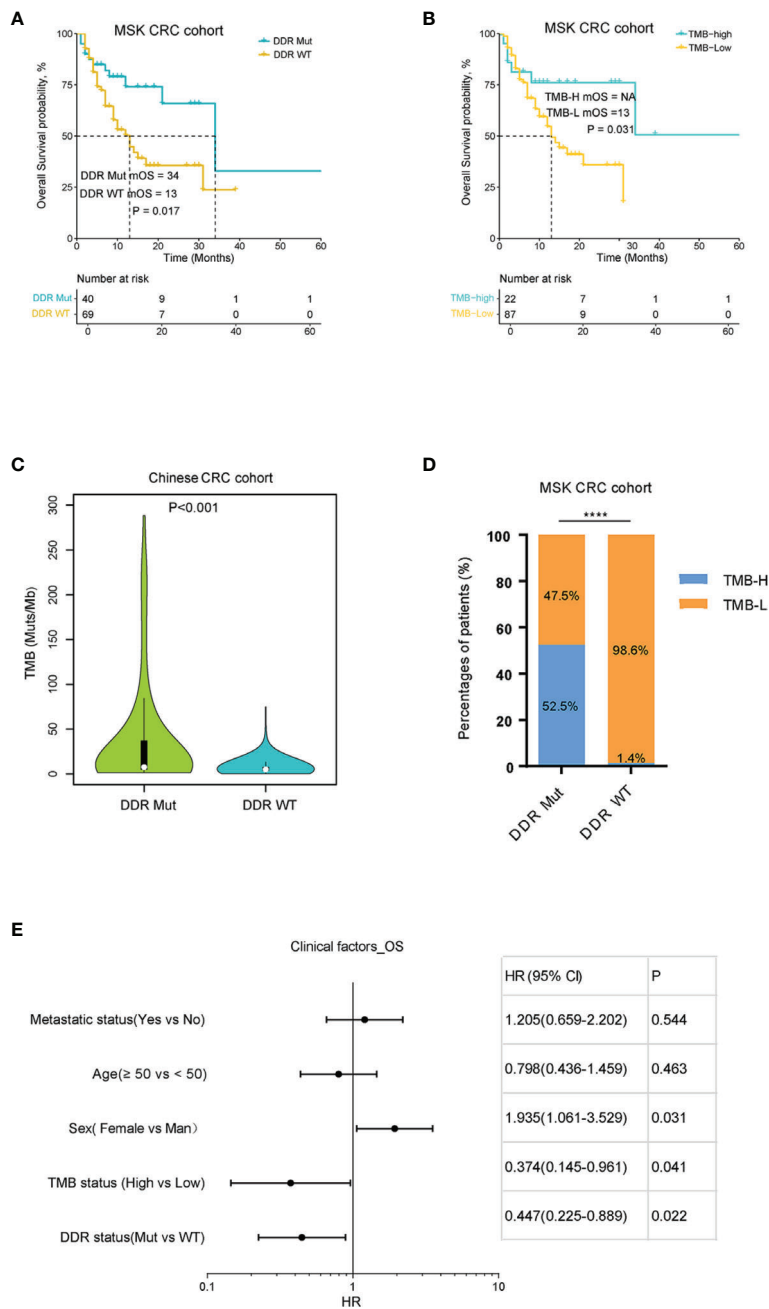 A
MSK CRC cohort
DDR Mut
DDR WT
Overall Survival probability, %
100
75
50
25
0
DDR Mut mOS = 34
DDR WT mOS = 13
P = 0.017
0 10 20 30 40 50 60
Time (Months)
Number at risk
DDR Mut 40 9 1 1
DDR WT 69 7 0 0
0 20 40 60
B
MSK CRC cohort
TMB-high
TMB-Low
Overall Survival probability, %
100
75
50
25
0
TMB-H mOS = NA
TMB-L mOS =13
P = 0.031
0 10 20 30 40 50 60
Time (Months)
Number at risk
TMB-high 22 7 1 1
TMB-Low 87 9 0 0
0 20 40 60
C
Chinese CRC cohort
P<0.001
TMB (Muts/Mb)
300
250
200
150
100
50
0
DDR Mut DDR WT
D
MSK CRC cohort
****
Percentages of patients (%)
100
80
60
40
20
0
47.5%
98.6%
52.5%
1.4%
DDR Mut
DDR WT
TMB-H
TMB-L
E
Clinical factors_OS
HR (95% CI) P
Metastatic status(Yes vs No) 1.205(0.659-2.202) 0.544
Age(≥ 50 vs < 50) 0.798(0.436-1.459) 0.463
Sex( Female vs Man) 1.935(1.061-3.529) 0.031
TMB status (High vs Low) 0.374(0.145-0.961) 0.041
DDR status(Mut vs WT) 0.447(0.225-0.889) 0.022
0.1 1 10
HR